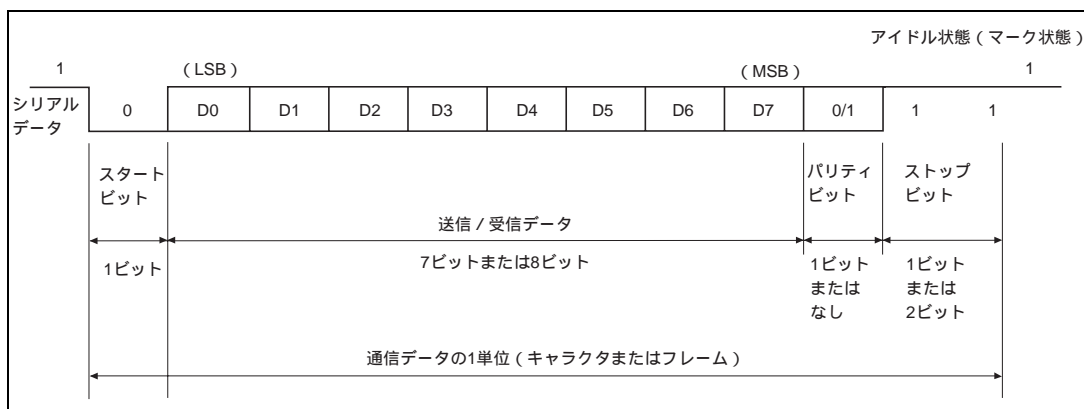 アイドル状態（マーク状態）
1 （LSB） （MSB） 1
シリアル
データ
0 D0 D1 D2 D3 D4 D5 D6 D7 0/1 1 1
スタート
ビット
送信／受信データ
パリティ
ビット
ストップ
ビット
1ビット
7ビットまたは8ビット
1ビット
または
なし
1ビット
または
2ビット
通信データの1単位（キャラクタまたはフレーム）